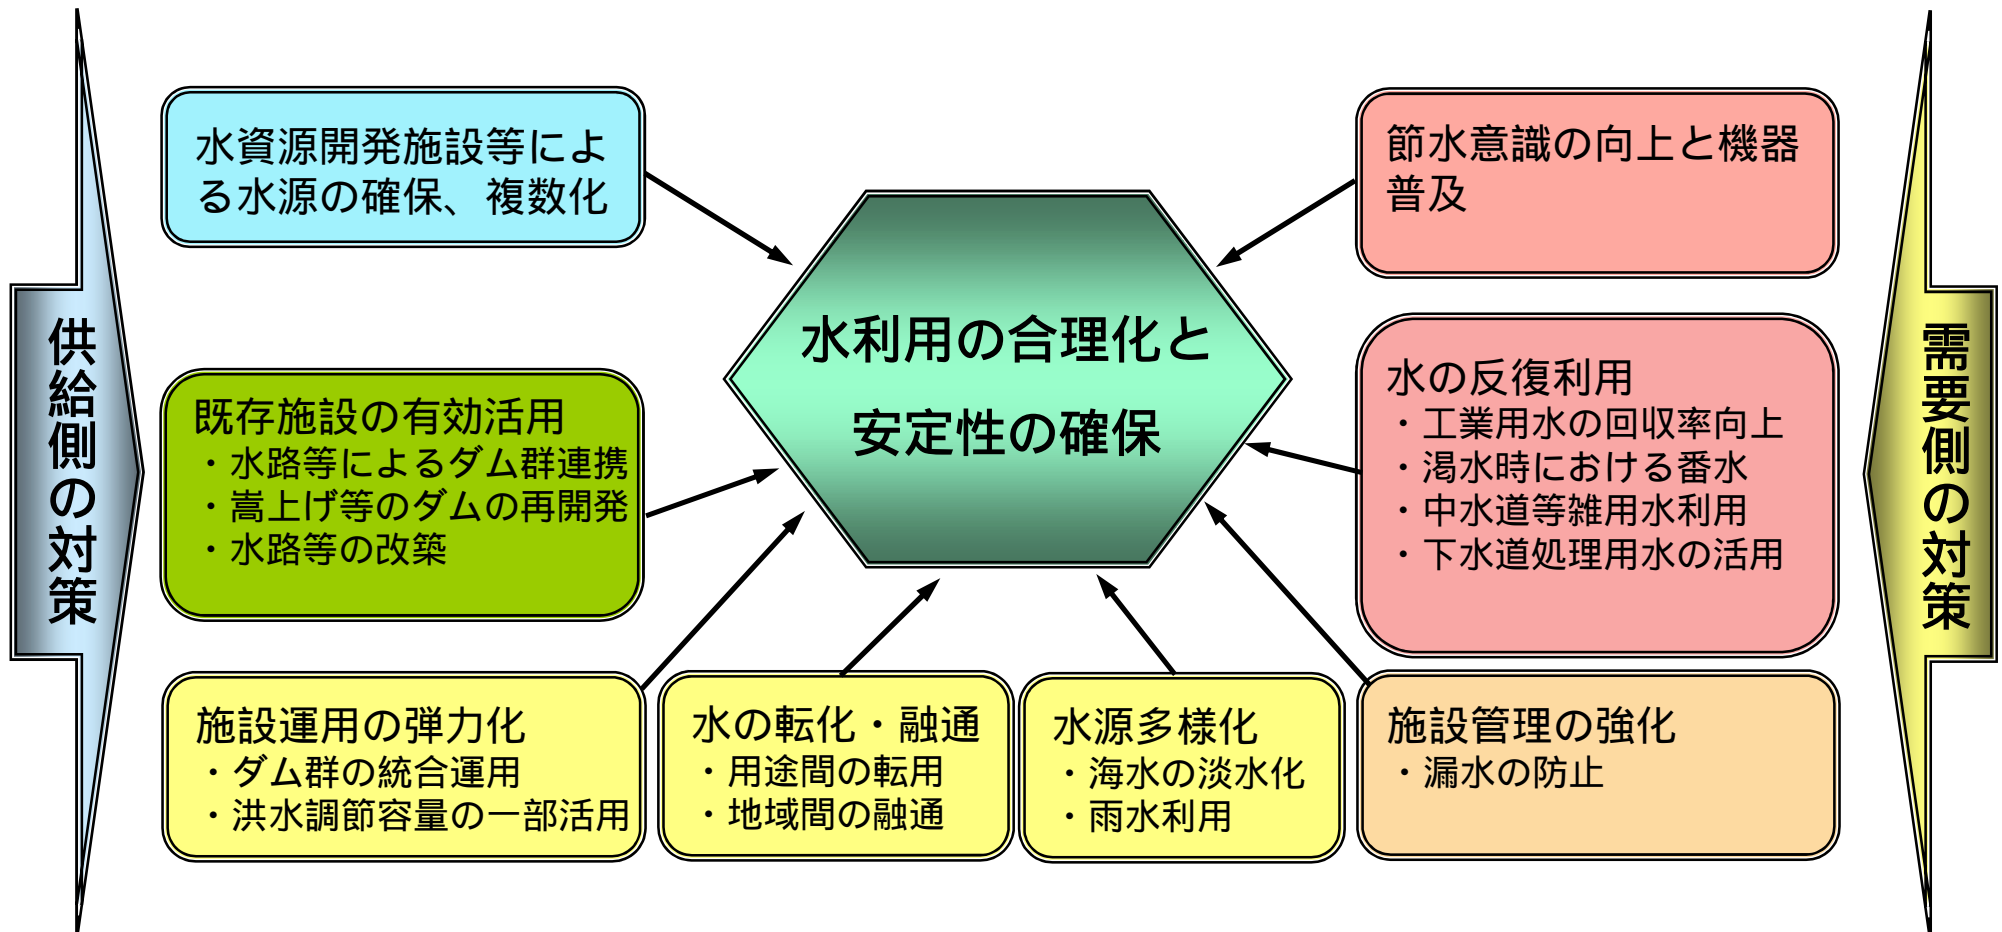 供給側の対策
水資源開発施設等によ
る水源の確保、複数化
既存施設の有効活用
・水路等によるダム群連携
・嵩上げ等のダムの再開発
・水路等の改築
施設運用の弾力化
・ダム群の統合運用
・洪水調節容量の一部活用
水の転化・融通
・用途間の転用
・地域間の融通
水源多様化
・海水の淡水化
・雨水利用
水利用の合理化と
安定性の確保
節水意識の向上と機器
普及
水の反復利用
・工業用水の回収率向上
・渇水時における番水
・中水道等雑用水利用
・下水道処理用水の活用
施設管理の強化
・漏水の防止
需要側の対策